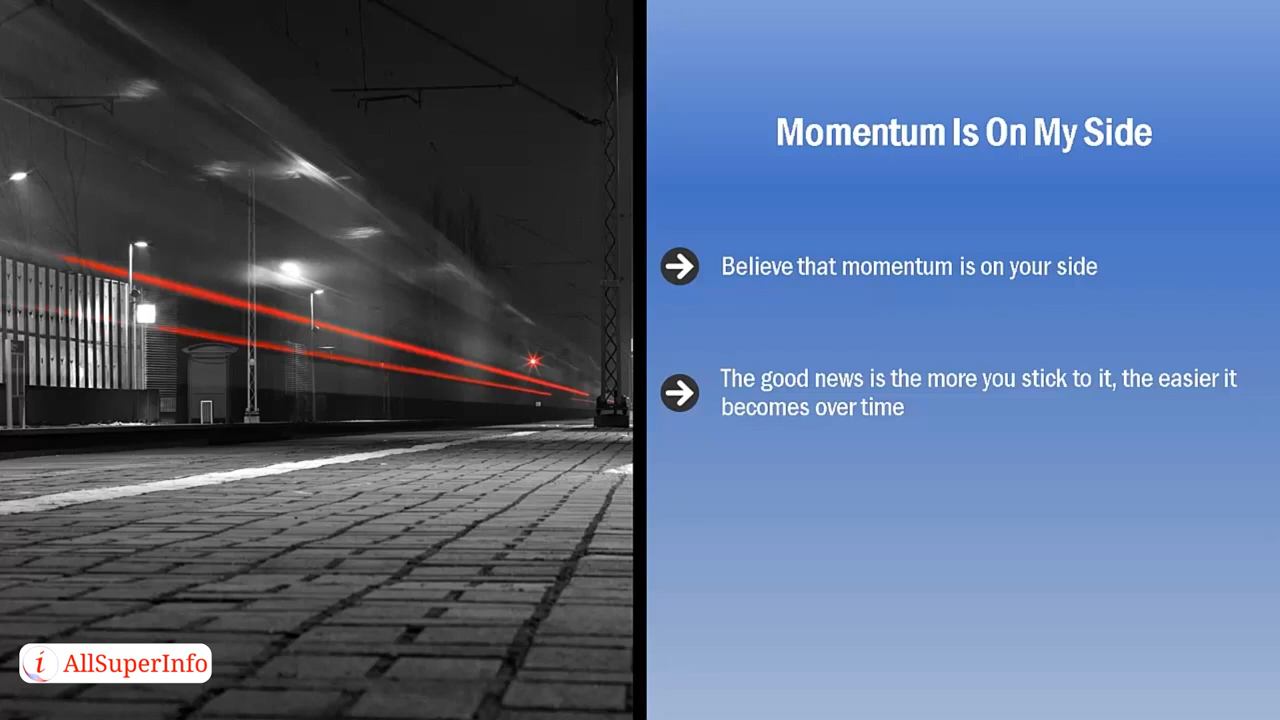 Momentum Is On My Side
Believe that momentum is on your side
The good news is the more you stick to it, the easier it
becomes over time
i AllSuperInfo